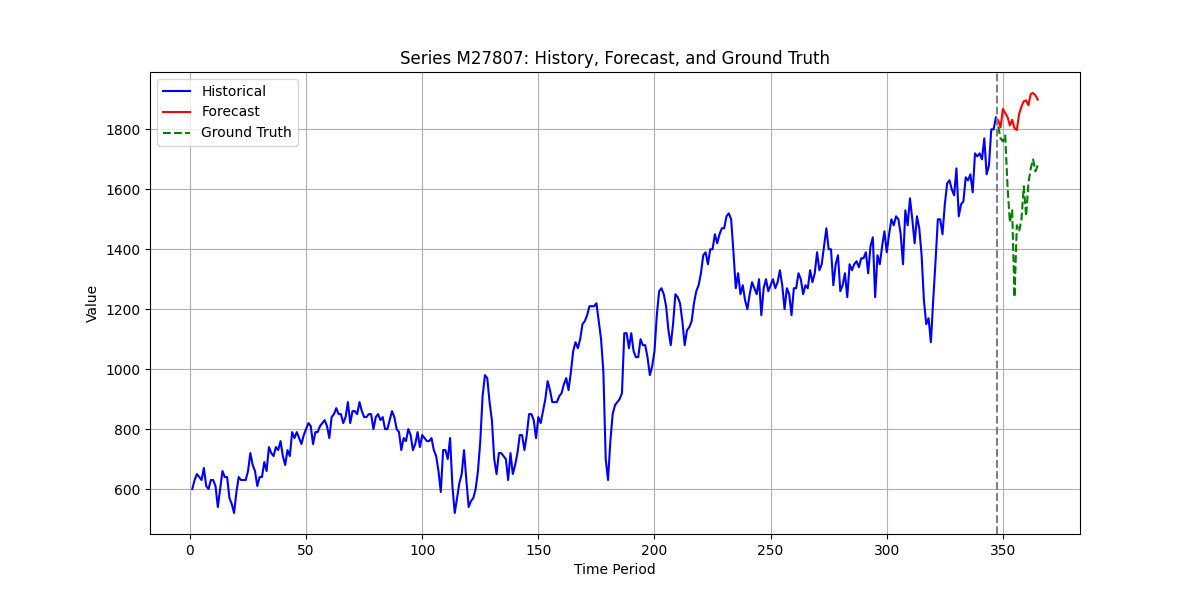 Series M27807: History, Forecast, and Ground Truth
Historical
Forecast
Ground Truth
1800
1600
1400
1200
1000
800
600
Value
0 50 100 150 200 250 300 350
Time Period